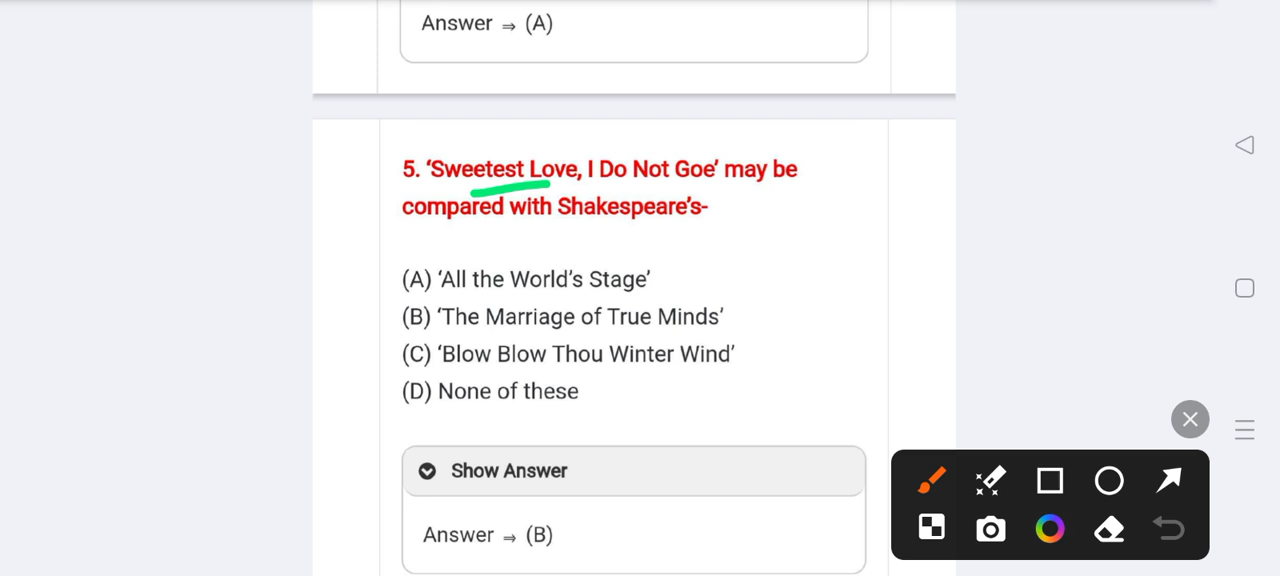 Answer ⇒ (A)
5. ‘Sweetest Love, I Do Not Goe’ may be
compared with Shakespeare’s-
(A) ‘All the World’s Stage’
(B) ‘The Marriage of True Minds’
(C) ‘Blow Blow Thou Winter Wind’
(D) None of these
Show Answer
Answer ⇒ (B)